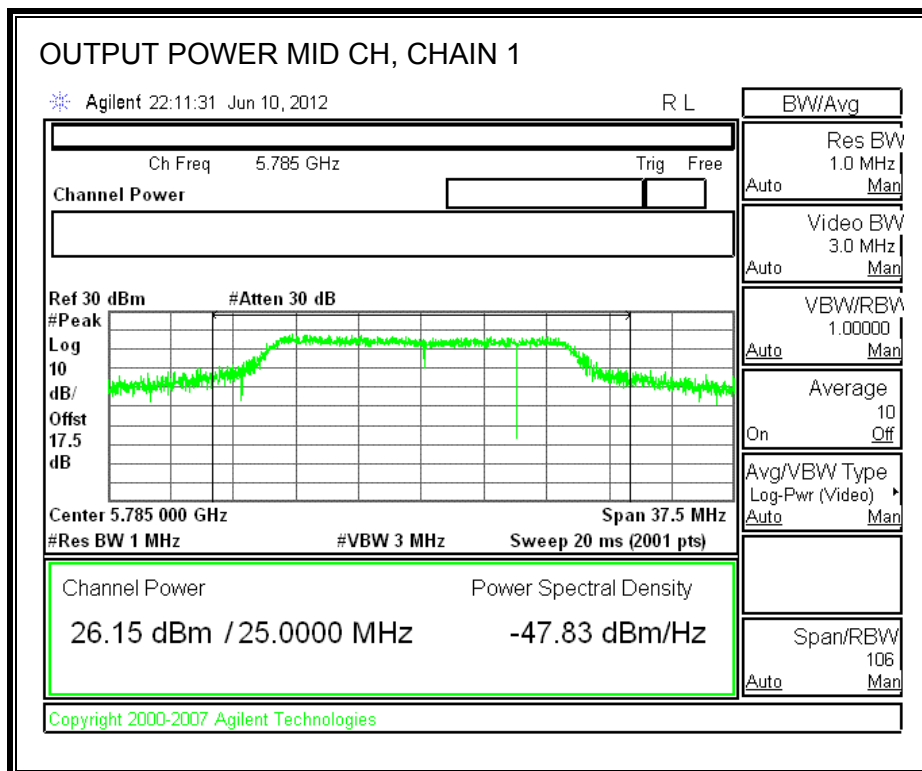 OUTPUT POWER MID CH, CHAIN 1
Agilent 22:11:31 Jun 10, 2012 R L
BW/Avg
Ch Freq 5.785 GHz Trig Free
Channel Power
Res BW
1.0 MHz
Auto Man
Video BW
3.0 MHz
Auto Man
Ref 30 dBm #Atten 30 dB
#Peak
Log
10
dB/
Offst
17.5
dB
VBW/RBW
1.00000
Auto Man
Average
10
On Off
Avg/VBW Type
Log-Pwr (Video)
Auto Man
Center 5.785 000 GHz Span 37.5 MHz
#Res BW 1 MHz #VBW 3 MHz Sweep 20 ms (2001 pts)
Channel Power Power Spectral Density
26.15 dBm / 25.0000 MHz -47.83 dBm/Hz
Span/RBW
106
Auto Man
Copyright 2000-2007 Agilent Technologies